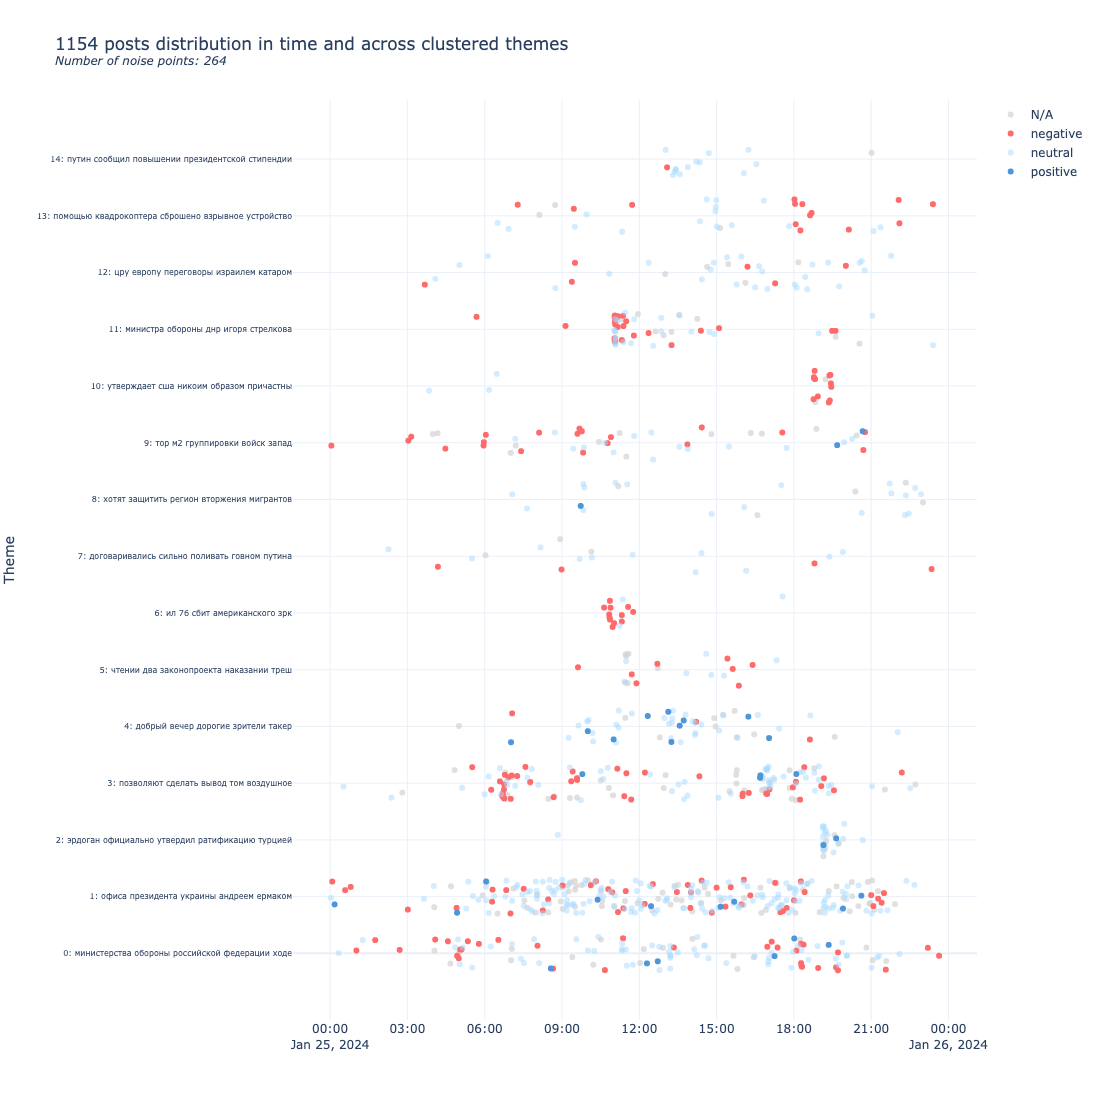 1154 posts distribution in time and across clustered themes
Number of noise points: 264
N/A
negative
neutral
positive
Theme
14: путин сообщил повышении президентской стипендии
13: помощью квадрокоптера сброшено взрывное устройство
12: цру европу переговоры израилем катаром
11: министра обороны днр игоря стрелкова
10: утверждает сша никоим образом причастны
9: тор м2 группировки войск запад
8: хотят защитить регион вторжения мигрантов
7: договаривались сильно поливать говном путина
6: ил 76 сбит американского зрк
5: чтении два законопроекта наказании треш
4: добрый вечер дорогие зрители такер
3: позволяют сделать вывод том воздушное
2: эрдоган официально утвердил ратификацию турцией
1: офиса президента украины андреем ермаком
0: министерства обороны российской федерации ходе
00:00 03:00 06:00 09:00 12:00 15:00 18:00 21:00 00:00
Jan 25, 2024 Jan 26, 2024